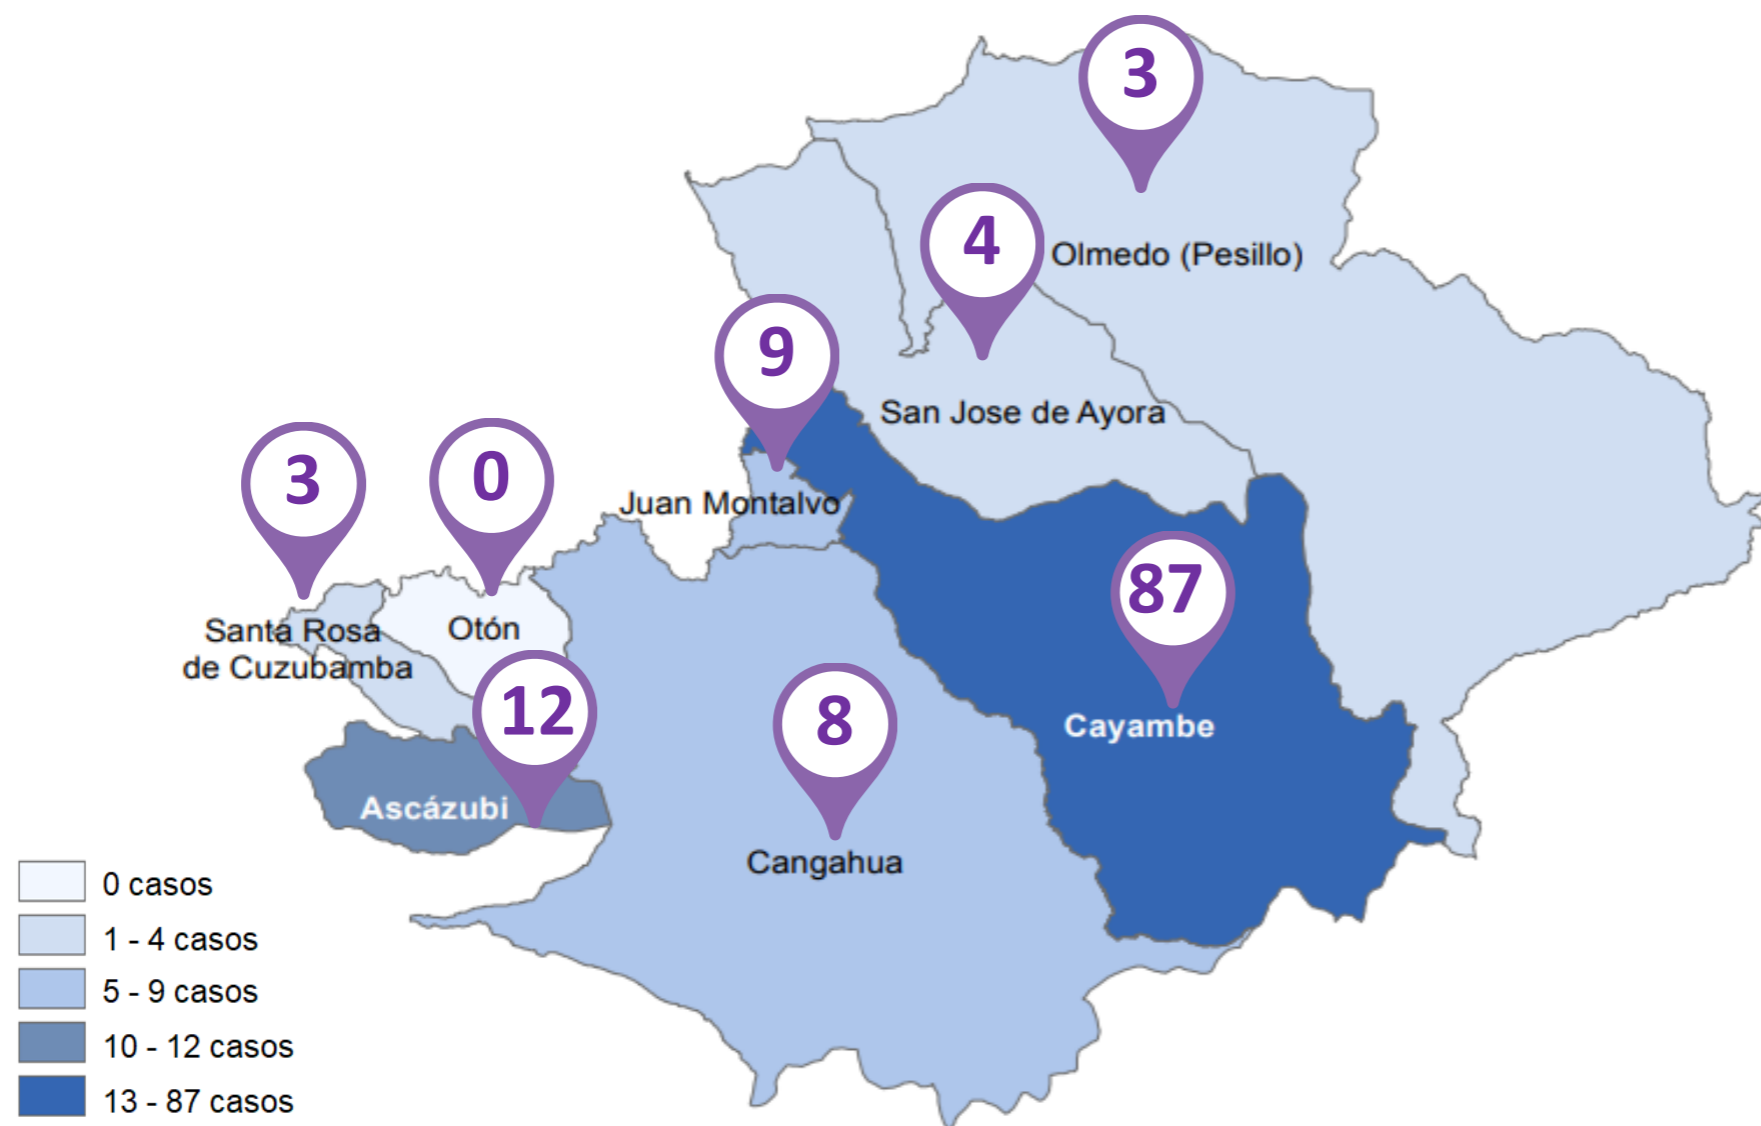 3
4
Olmedo (Pesillo)
9
San Jose de Ayora
3
0
Juan Montalvo
87
Santa Rosa
de Cuzubamba
Otón
12
8
Cayambe
Ascázubi
Cangahua
0 casos
1 - 4 casos
5 - 9 casos
10 - 12 casos
13 - 87 casos